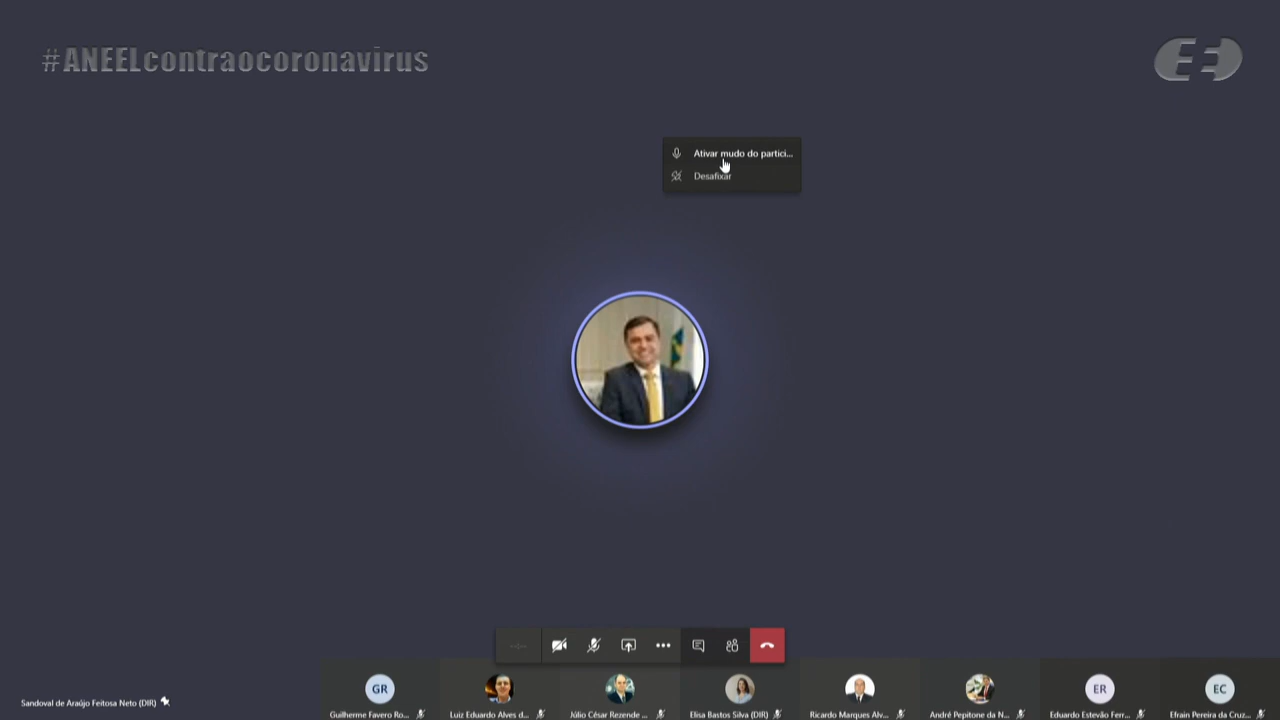 #ANEELcontraocoronavirus
Ativar mudo do partici...
Desafixar
Sandoval de Araújo Feitosa Neto (DIR)
GR
Guilherme Favero Ro...
Luiz Eduardo Alves d...
Júlio César Rezende ...
Elisa Bastos Silva (DIR)
Ricardo Marques Alv...
André Pepitone da N...
ER
Eduardo Estevão Ferr...
EC
Efrain Pereira da Cruz...